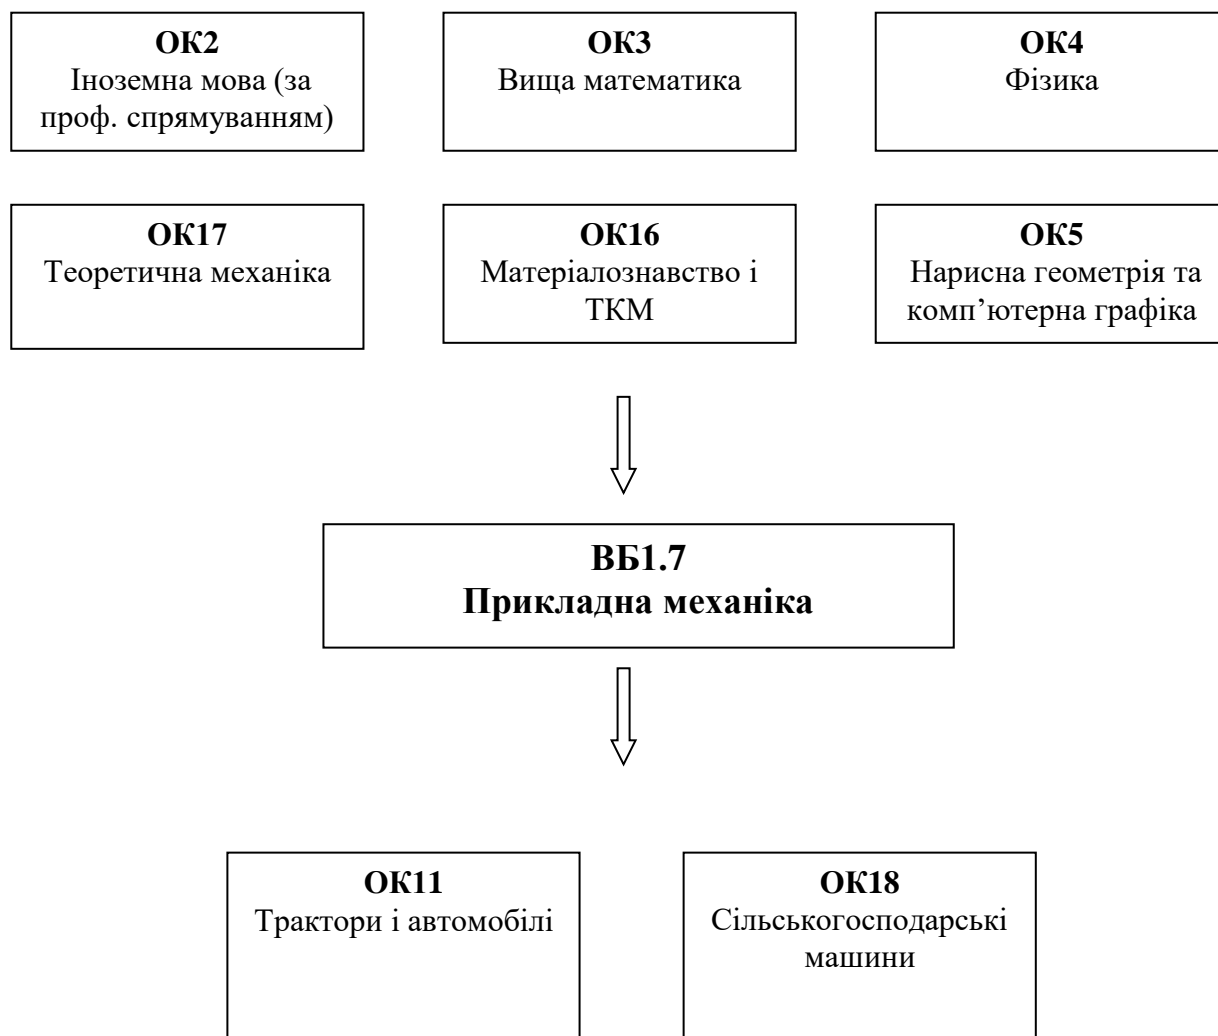 ОК2
Іноземна мова (за
проф. спрямуванням)
ОК3
Вища математика
ОК4
Фізика
ОК17
Теоретична механіка
ОК16
Матеріалознавство і
ТКМ
ОК5
Нарисна геометрія та
комп’ютерна графіка
ВБ1.7
Прикладна механіка
ОК11
Трактори і автомобілі
ОК18
Сільськогосподарські
машини